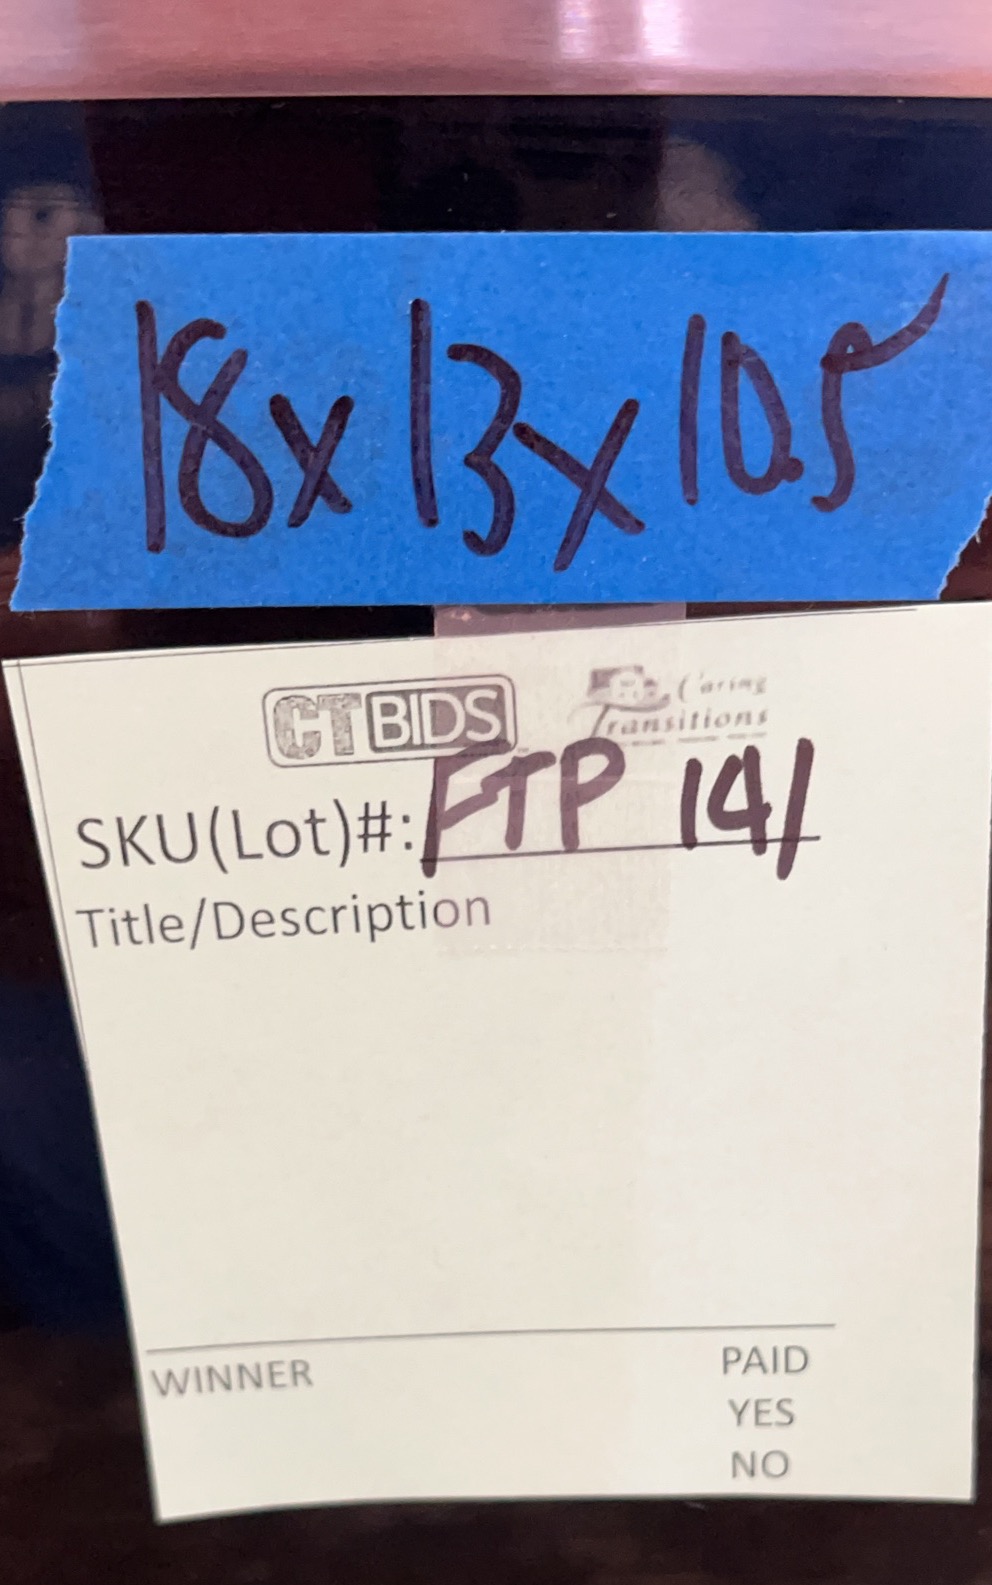 18x13x10.5
CTBIDS
Caring
Transitions
SKU(Lot)#: FTP 141
Title/Description
WINNER
PAID
YES
NO